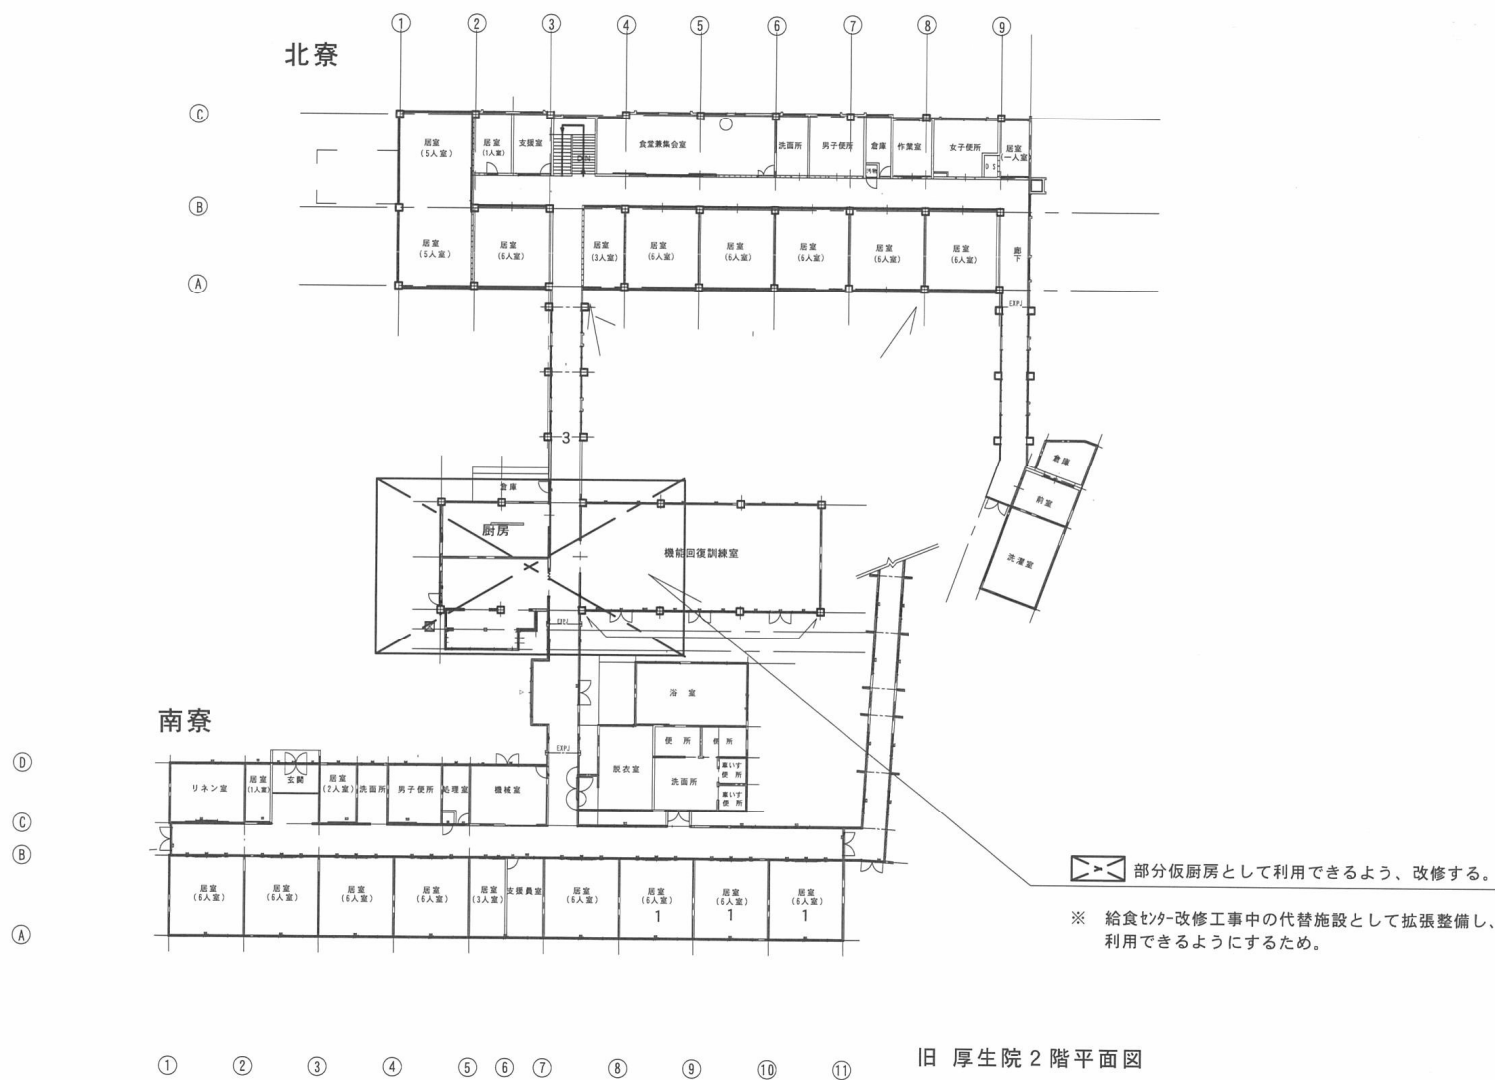 ① ② ③ ④ ⑤ ⑥ ⑦ ⑧ ⑨
北寮
Ⓒ
居室
(5人室)
居室
(1人室)
支援室
DN
食堂兼集会室
洗面所
男子便所
倉庫
汚物
作業室
女子便所
DS
居室
(一人室)
Ⓑ
居室
(5人室)
居室
(6人室)
居室
(3人室)
居室
(6人室)
居室
(6人室)
居室
(6人室)
居室
(6人室)
居室
(6人室)
廊下
Ⓐ
EXPJ
3
倉庫
前室
洗濯室
倉庫
厨房
機能回復訓練室
EXPJ
浴室
南寮
EXPJ
脱衣室
便所
便所
洗面所
車いす
便所
車いす
便所
Ⓓ
リネン室
居室
(1人室)
玄関
居室
(2人室)
洗面所
男子便所
処理室
機械室
Ⓒ
Ⓑ
居室
(6人室)
居室
(6人室)
居室
(6人室)
居室
(6人室)
居室
(3人室)
支援員室
居室
(6人室)
居室
(6人室)
1
居室
(6人室)
1
居室
(6人室)
1
Ⓐ
部分仮厨房として利用できるよう、改修する。
※ 給食センター改修工事中の代替施設として拡張整備し、
利用できるようにするため。
① ② ③ ④ ⑤ ⑥ ⑦ ⑧ ⑨ ⑩ ⑪
旧 厚生院2階平面図